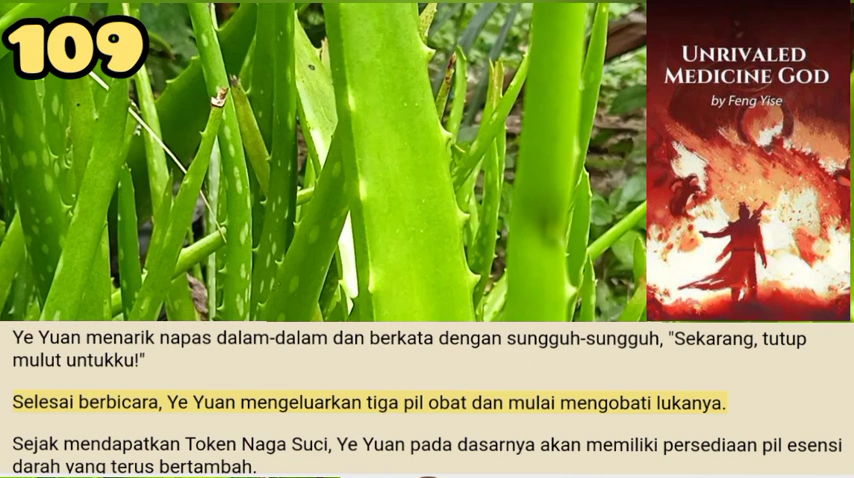 109
UNRIVALED
MEDICINE GOD
by Feng Yise
Ye Yuan menarik napas dalam-dalam dan berkata dengan sungguh-sungguh, "Sekarang, tutup
mulut untukku!"
Selesai berbicara, Ye Yuan mengeluarkan tiga pil obat dan mulai mengobati lukanya.
Sejak mendapatkan Token Naga Suci, Ye Yuan pada dasarnya akan memiliki persediaan pil esensi
darah yang terus bertambah.